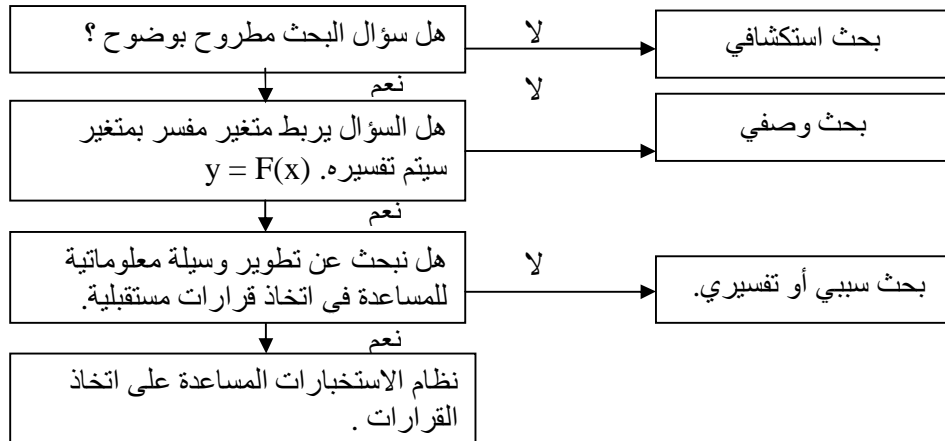 هل سؤال البحث مطروح بوضوح ؟
لا
بحث استكشافي
نعم
هل السؤال يربط متغير مفسر بمتغير
سيتم تفسيره. y = F(x)
لا
بحث وصفي
نعم
هل نبحث عن تطوير وسيلة معلوماتية
للمساعدة في اتخاذ قرارات مستقبلية.
لا
بحث سببي أو تفسيري.
نعم
نظام الاستخبارات المساعدة على اتخاذ
القرارات .